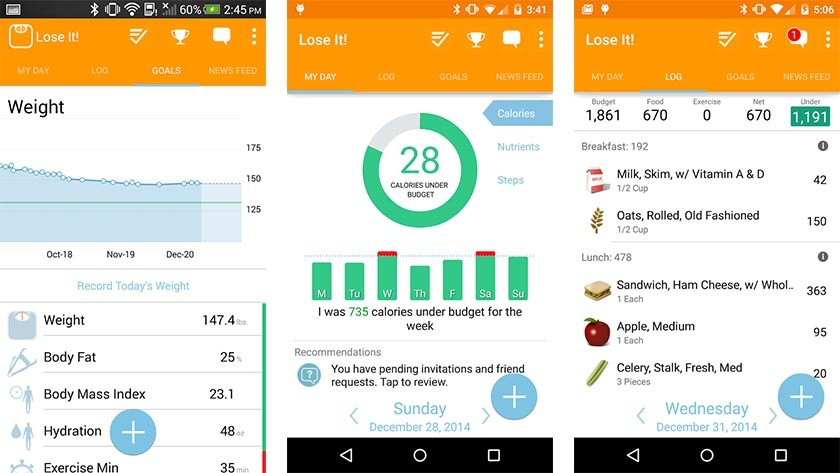 60% 2:45 PM
Lose It!
MY DAY LOG GOALS NEWS FEED
Weight
175
150
125
Oct-18 Nov-19 Dec-20
Record Today's Weight
Weight 147.4 lbs.
Body Fat 25 %
Body Mass Index 23.1
Hydration 48 oz
Exercise Min 35 min
3:41
Lose It!
MY DAY LOG GOALS NEWS FEED
Calories
28
CALORIES UNDER
BUDGET
Nutrients
Steps
M Tu W Th F Sa Su
I was 735 calories under budget for the
week
Recommendations
You have pending invitations and friend
requests. Tap to review.
Sunday
December 28, 2014
5:06
Lose It!
1
MY DAY LOG GOALS NEWS FEED
Budget Food Exercise Net Under
1,861 670 0 670 1,191
Breakfast: 192
Milk, Skim, w/ Vitamin A & D 42
1/2 Cup
Oats, Rolled, Old Fashioned 150
1/2 Cup
Lunch: 478
Sandwich, Ham Cheese, w/ Whol.. 363
1 Each
Apple, Medium 95
1 Each
Celery, Stalk, Fresh, Med 20
3 Pieces
Wednesday
December 31, 2014